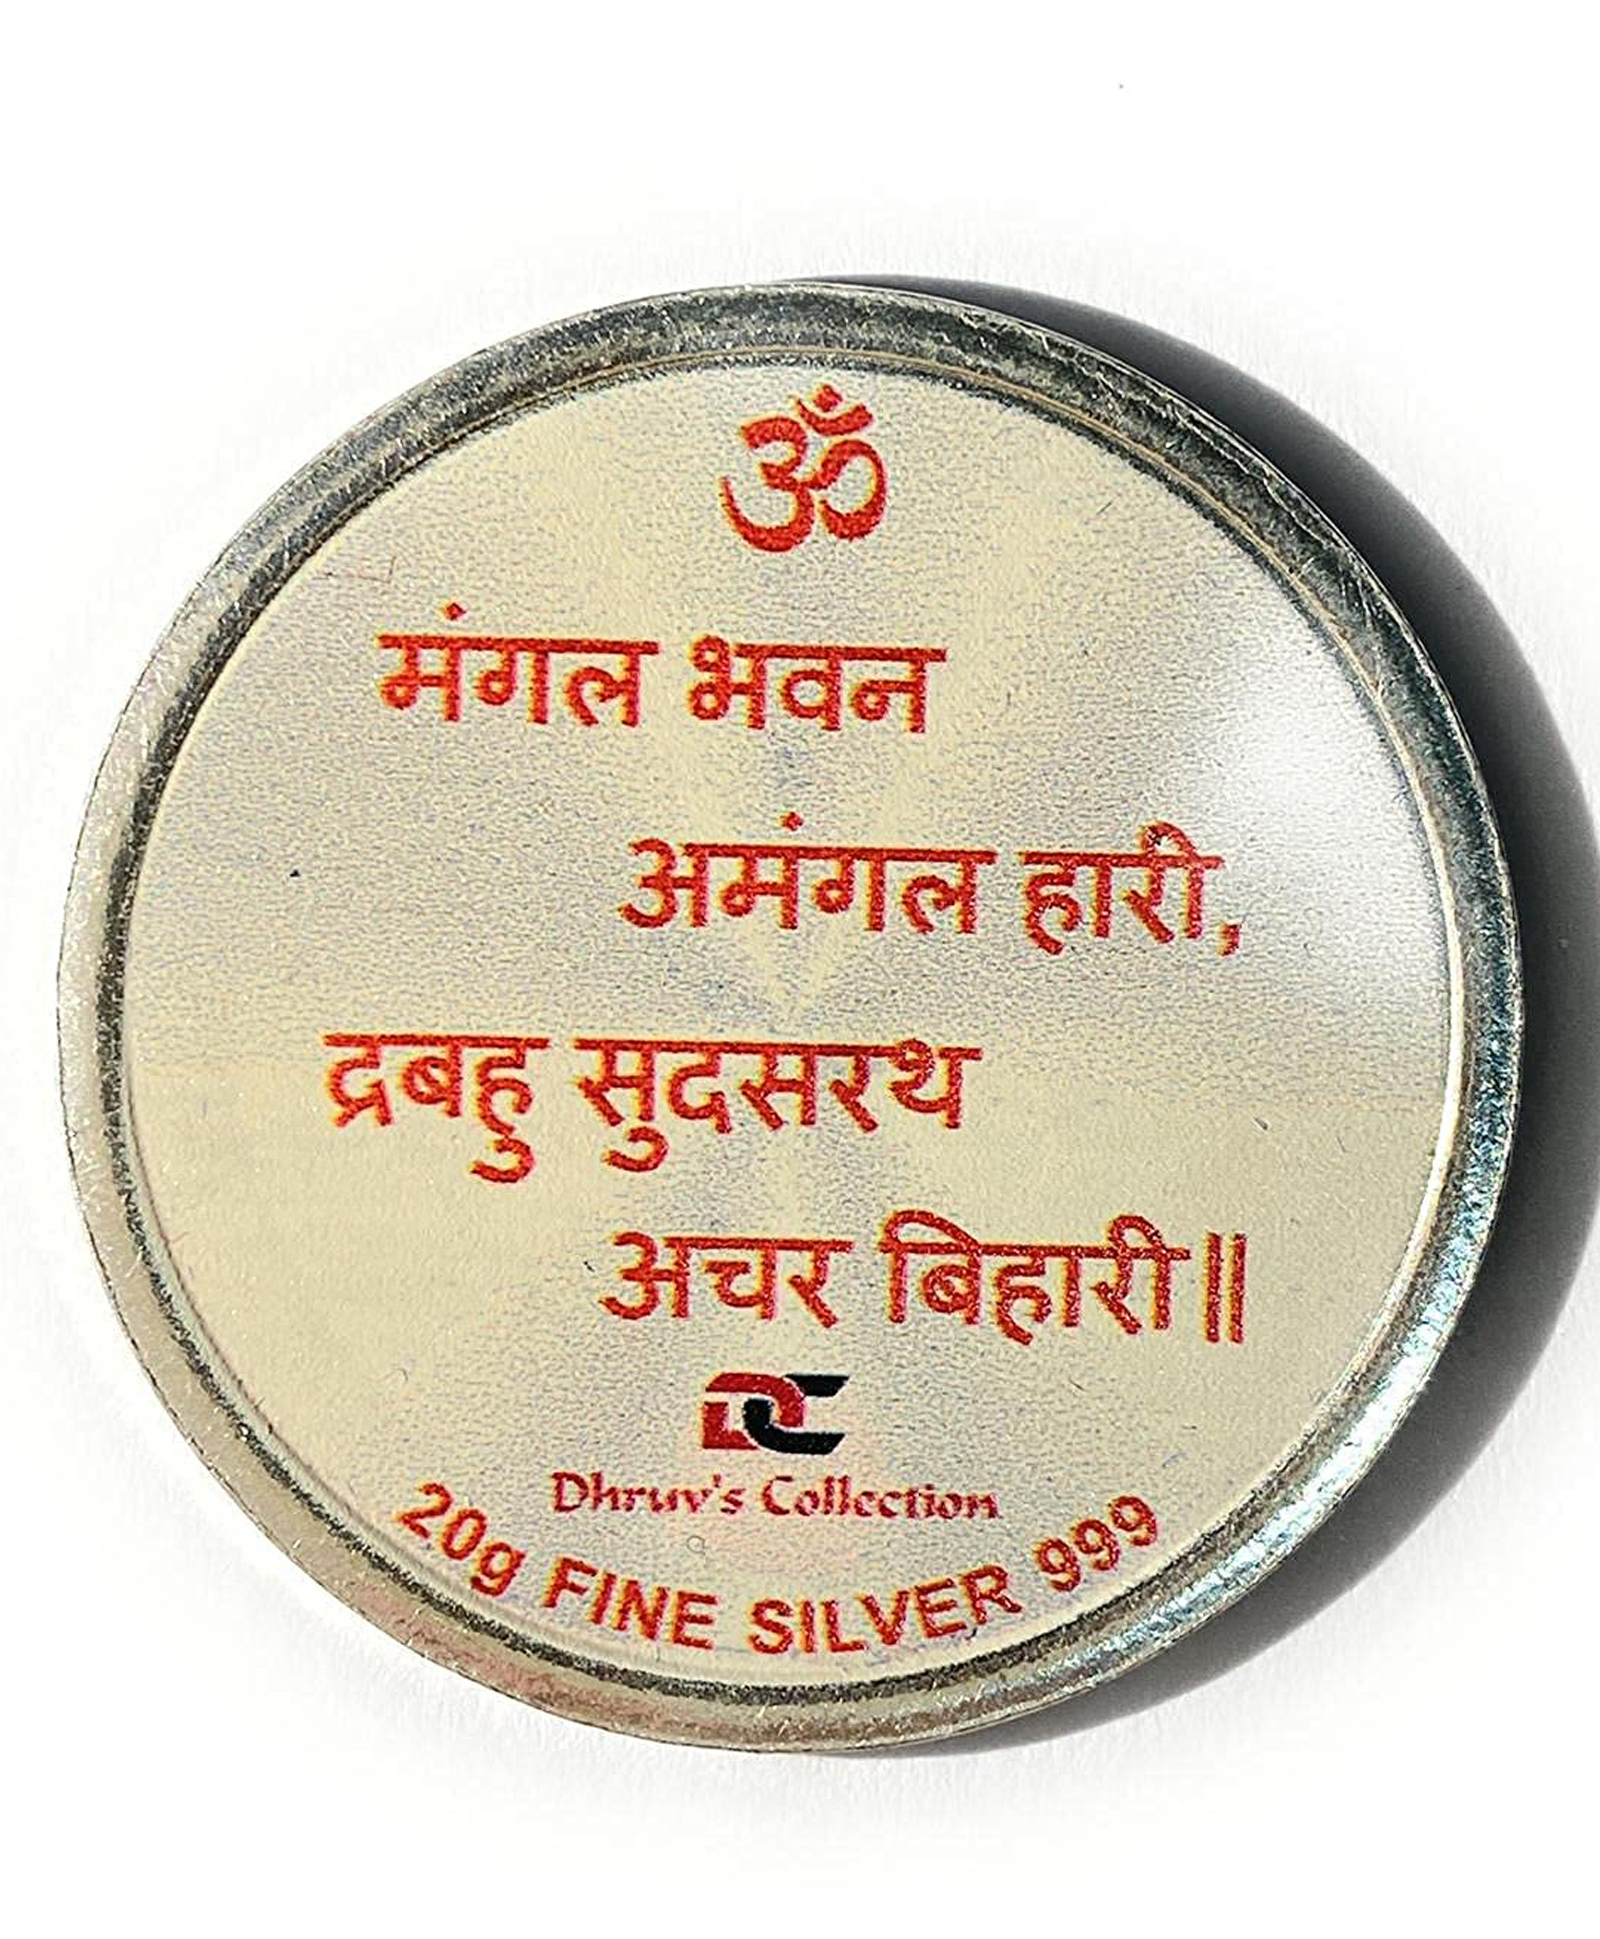 ॐ
मंगल भवन
अमंगल हारी,
द्रबहु सुदसरथ
अचर बिहारी॥
DC
Dhruv's Collection
20g FINE SILVER 999